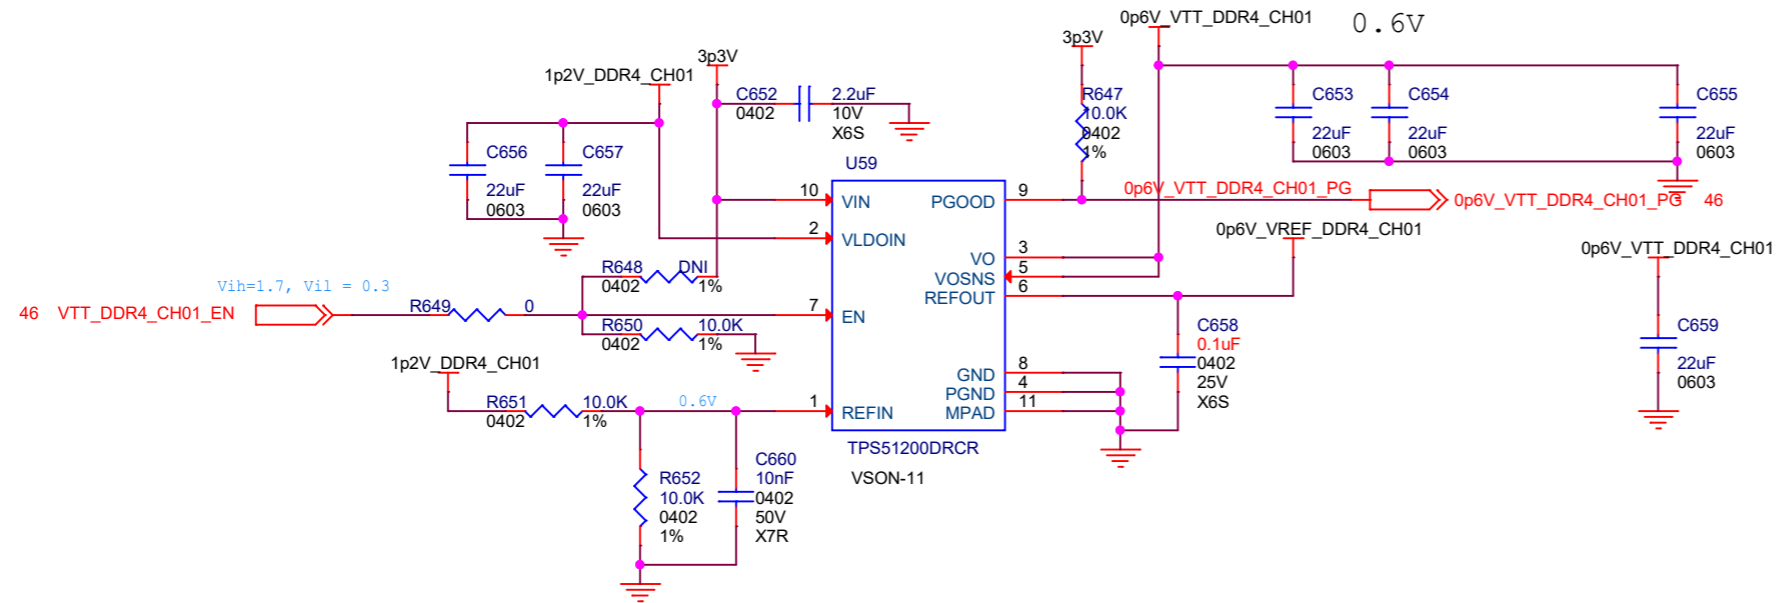 0p6V_VTT_DDR4_CH01
0.6V
3p3V
3p3V
1p2V_DDR4_CH01
C652
0402
2.2uF
10V
X6S
R647
10.0K
0402
1%
C653
22uF
0603
C654
22uF
0603
C655
22uF
0603
C656
22uF
0603
C657
22uF
0603
U59
10
VIN
PGOOD
9
0p6V_VTT_DDR4_CH01_PG
0p6V_VTT_DDR4_CH01_PG
46
2
VLDOIN
0p6V_VREF_DDR4_CH01
VO
3
VOSNS
5
REFOUT
6
0p6V_VTT_DDR4_CH01
R648
DNI
0402
1%
Vih=1.7, Vil = 0.3
46
VTT_DDR4_CH01_EN
R649
0
7
EN
R650
10.0K
0402
1%
C658
0.1uF
0402
25V
X6S
C659
22uF
0603
1p2V_DDR4_CH01
GND
8
PGND
4
MPAD
11
R651
10.0K
0402
1%
0.6V
1
REFIN
TPS51200DRCR
VSON-11
R652
10.0K
0402
1%
C660
10nF
0402
50V
X7R